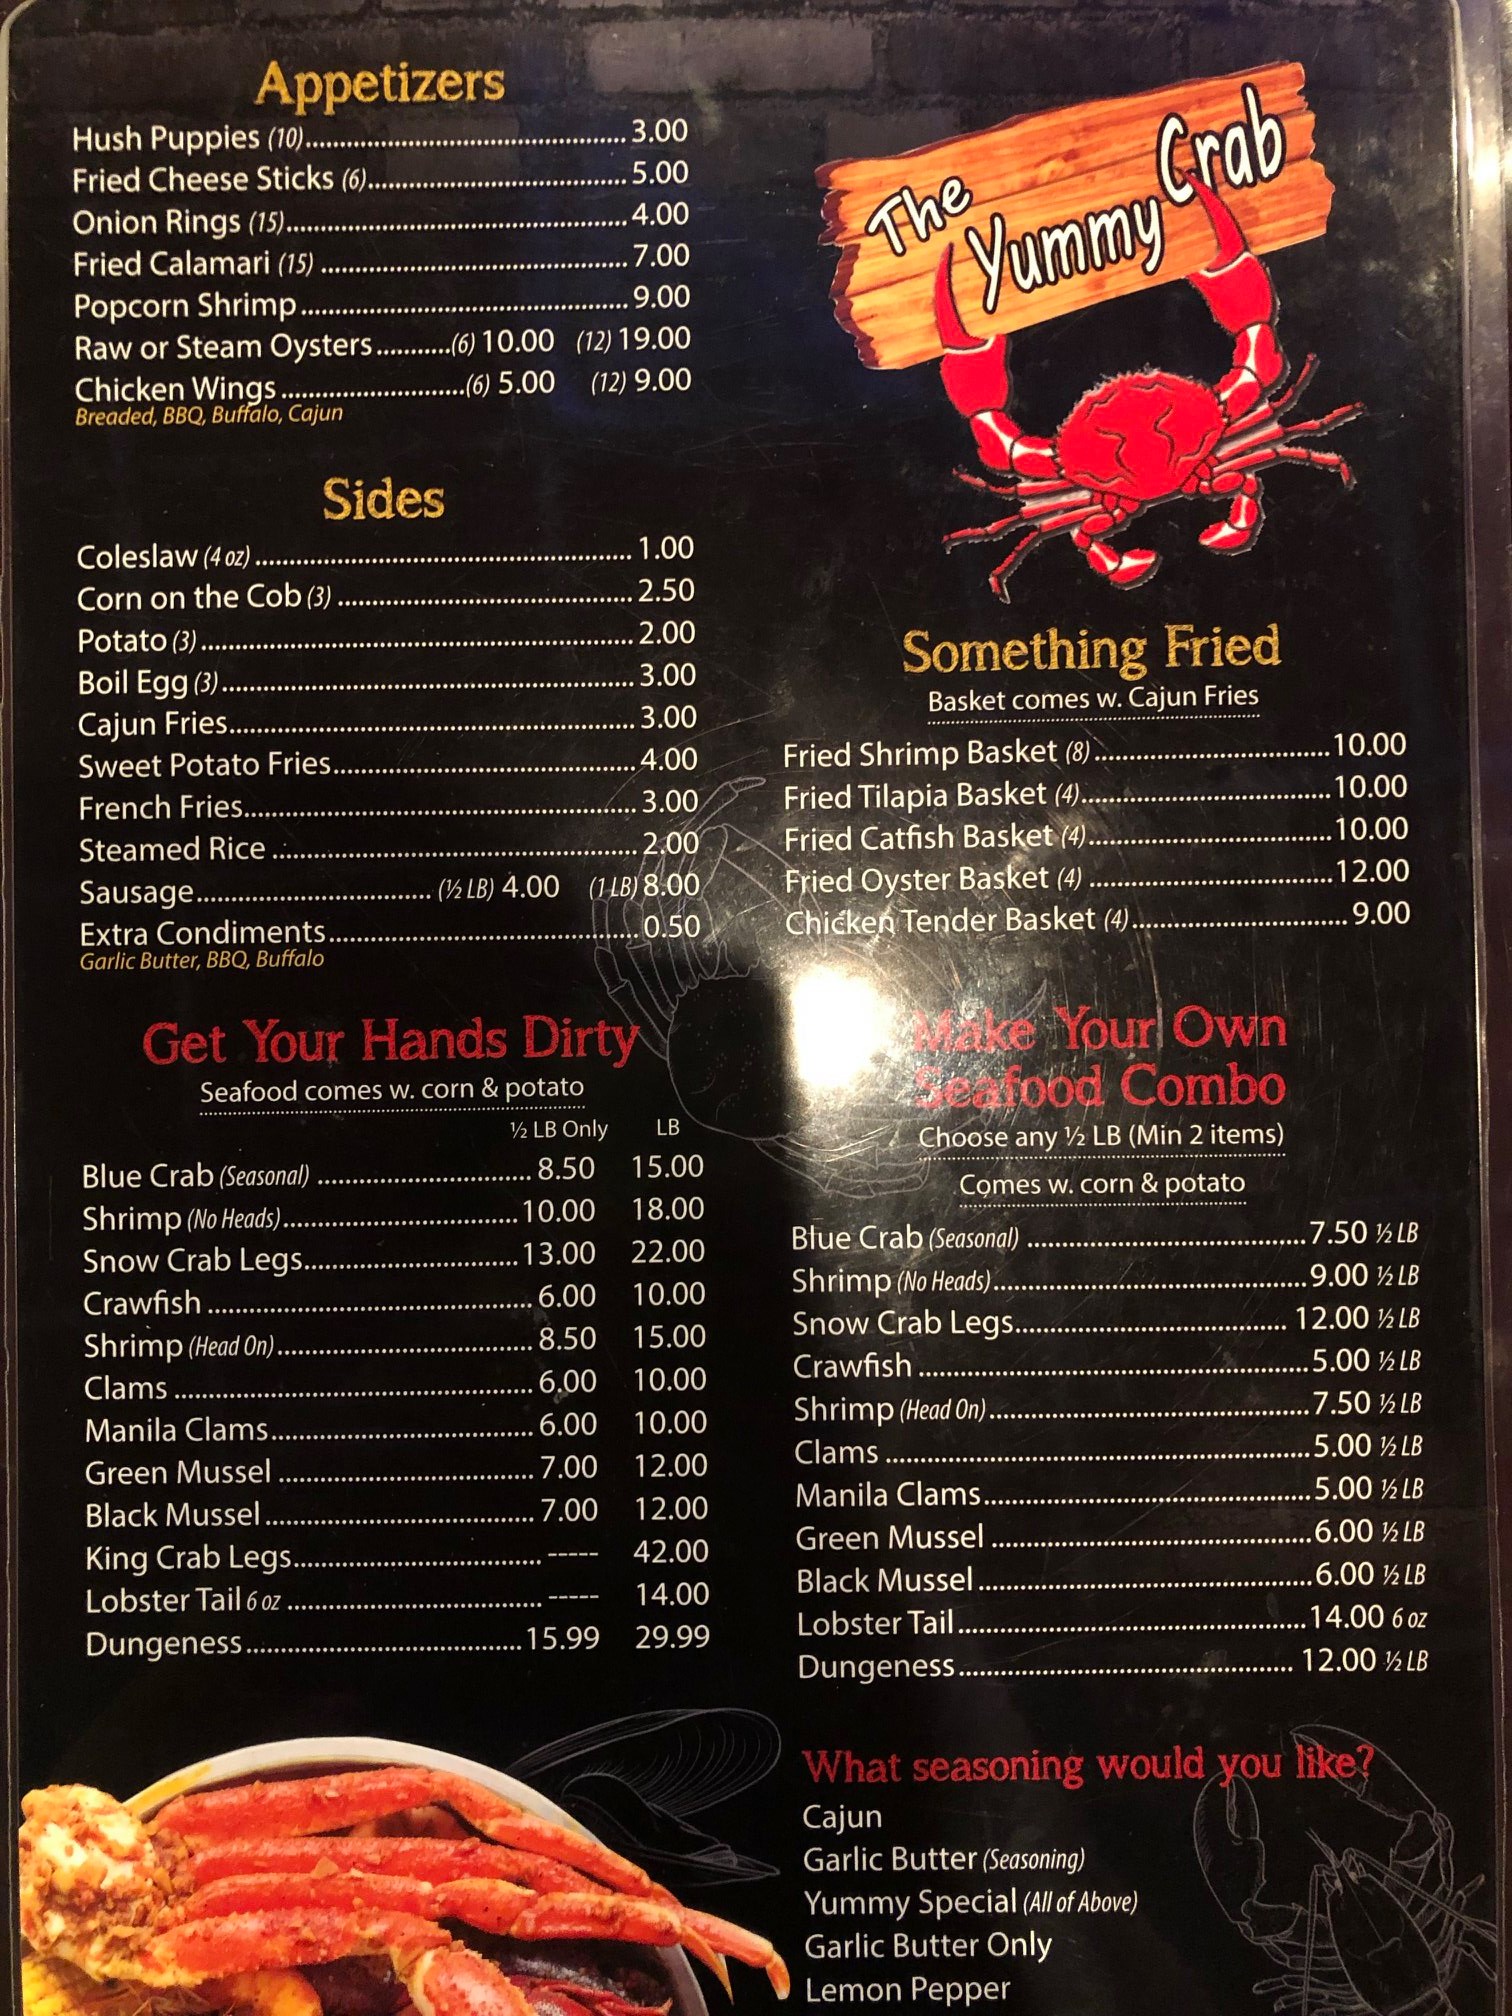 Appetizers
Hush Puppies (10) 3.00
Fried Cheese Sticks (6) 5.00
Onion Rings (15) 4.00
Fried Calamari (15) 7.00
Popcorn Shrimp 9.00
Raw or Steam Oysters (6) 10.00 (12) 19.00
Chicken Wings (6) 5.00 (12) 9.00
Breaded, BBQ, Buffalo, Cajun
Sides
Coleslaw (4 oz) 1.00
Corn on the Cob (3) 2.50
Potato (3) 2.00
Boil Egg (3) 3.00
Cajun Fries 3.00
Sweet Potato Fries 4.00
French Fries 3.00
Steamed Rice 2.00
Sausage (½ LB) 4.00 (1 LB) 8.00
Extra Condiments 0.50
Garlic Butter, BBQ, Buffalo
Get Your Hands Dirty
Seafood comes w. corn & potato
½ LB Only LB
Blue Crab (Seasonal) 8.50 15.00
Shrimp (No Heads) 10.00 18.00
Snow Crab Legs 13.00 22.00
Crawfish 6.00 10.00
Shrimp (Head On) 8.50 15.00
Clams 6.00 10.00
Manila Clams 6.00 10.00
Green Mussel 7.00 12.00
Black Mussel 7.00 12.00
King Crab Legs ----- 42.00
Lobster Tail 6 oz ----- 14.00
Dungeness 15.99 29.99
The Yummy Crab
Something Fried
Basket comes w. Cajun Fries
Fried Shrimp Basket (8) 10.00
Fried Tilapia Basket (4) 10.00
Fried Catfish Basket (4) 10.00
Fried Oyster Basket (4) 12.00
Chicken Tender Basket (4) 9.00
Make Your Own
Seafood Combo
Choose any ½ LB (Min 2 items)
Comes w. corn & potato
Blue Crab (Seasonal) 7.50 ½ LB
Shrimp (No Heads) 9.00 ½ LB
Snow Crab Legs 12.00 ½ LB
Crawfish 5.00 ½ LB
Shrimp (Head On) 7.50 ½ LB
Clams 5.00 ½ LB
Manila Clams 5.00 ½ LB
Green Mussel 6.00 ½ LB
Black Mussel 6.00 ½ LB
Lobster Tail 14.00 6 oz
Dungeness 12.00 ½ LB
What seasoning would you like?
Cajun
Garlic Butter (Seasoning)
Yummy Special (All of Above)
Garlic Butter Only
Lemon Pepper